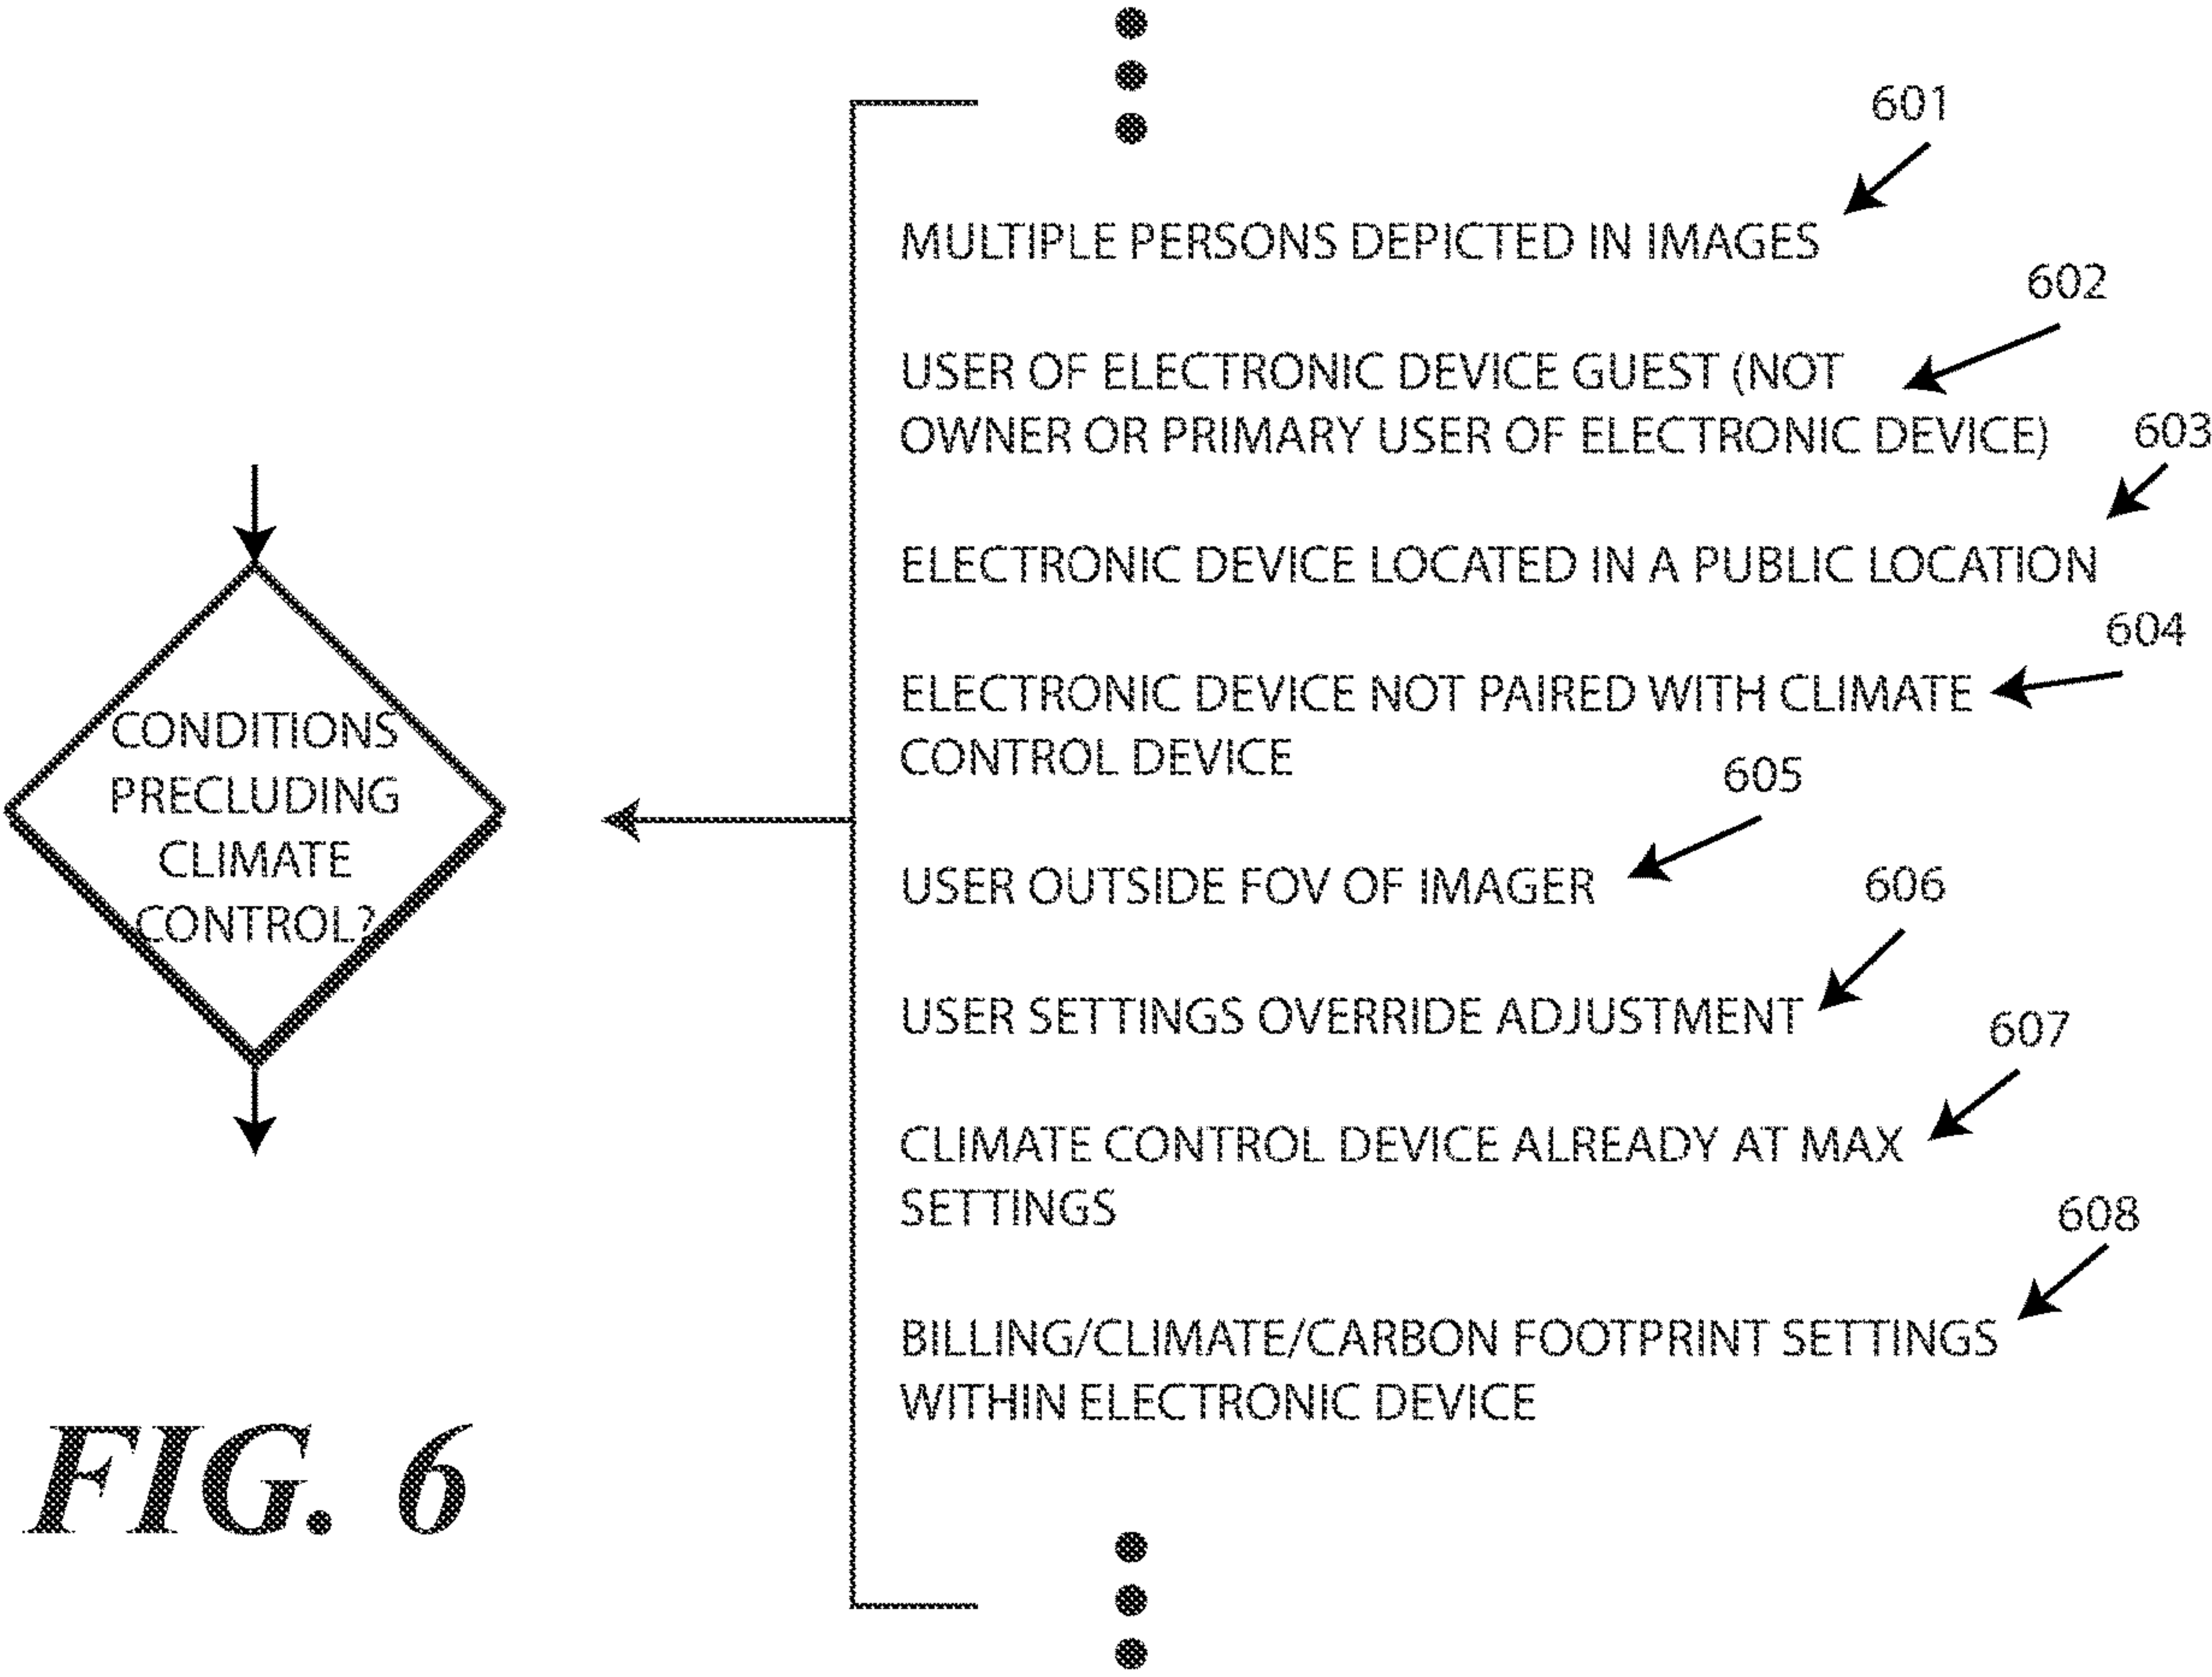 601
MULTIPLE PERSONS DEPICTED IN IMAGES
602
USER OF ELECTRONIC DEVICE GUEST (NOT
OWNER OR PRIMARY USER OF ELECTRONIC DEVICE)
603
ELECTRONIC DEVICE LOCATED IN A PUBLIC LOCATION
604
ELECTRONIC DEVICE NOT PAIRED WITH CLIMATE
CONTROL DEVICE
605
USER OUTSIDE FOV OF IMAGER
606
USER SETTINGS OVERRIDE ADJUSTMENT
607
CLIMATE CONTROL DEVICE ALREADY AT MAX
SETTINGS
608
BILLING/CLIMATE/CARBON FOOTPRINT SETTINGS
WITHIN ELECTRONIC DEVICE
CONDITIONS
PRECLUDING
CLIMATE
CONTROL?
FIG. 6